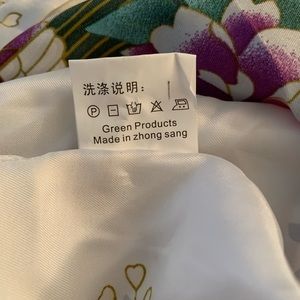 洗涤说明：
P
Green Products
Made in zhong sang